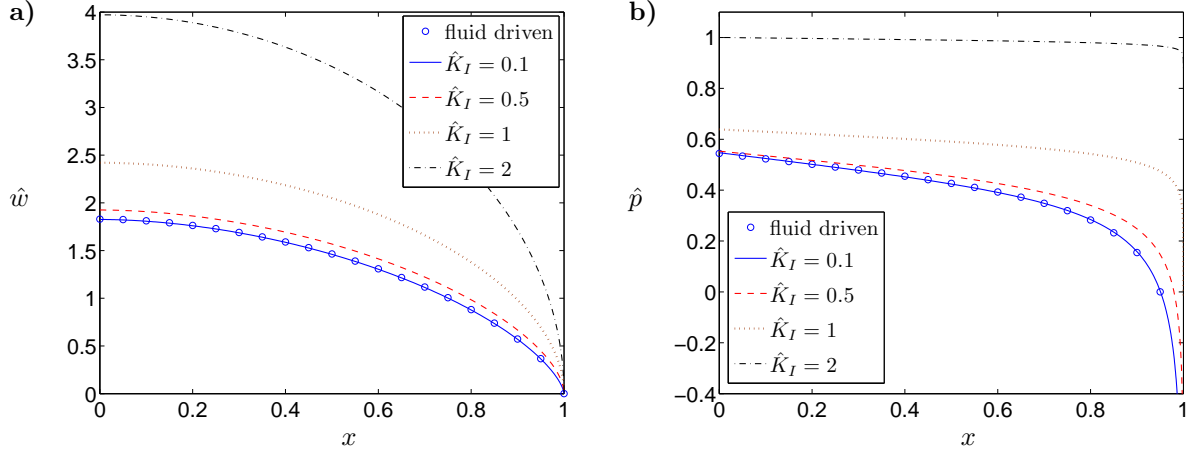 a)
4
3.5
3
2.5
2
1.5
1
0.5
0
ŵ
fluid driven
K̂_I = 0.1
K̂_I = 0.5
K̂_I = 1
K̂_I = 2
0 0.2 0.4 0.6 0.8 1
x
b)
1
0.8
0.6
0.4
0.2
0
−0.2
−0.4
p̂
fluid driven
K̂_I = 0.1
K̂_I = 0.5
K̂_I = 1
K̂_I = 2
0 0.2 0.4 0.6 0.8 1
x